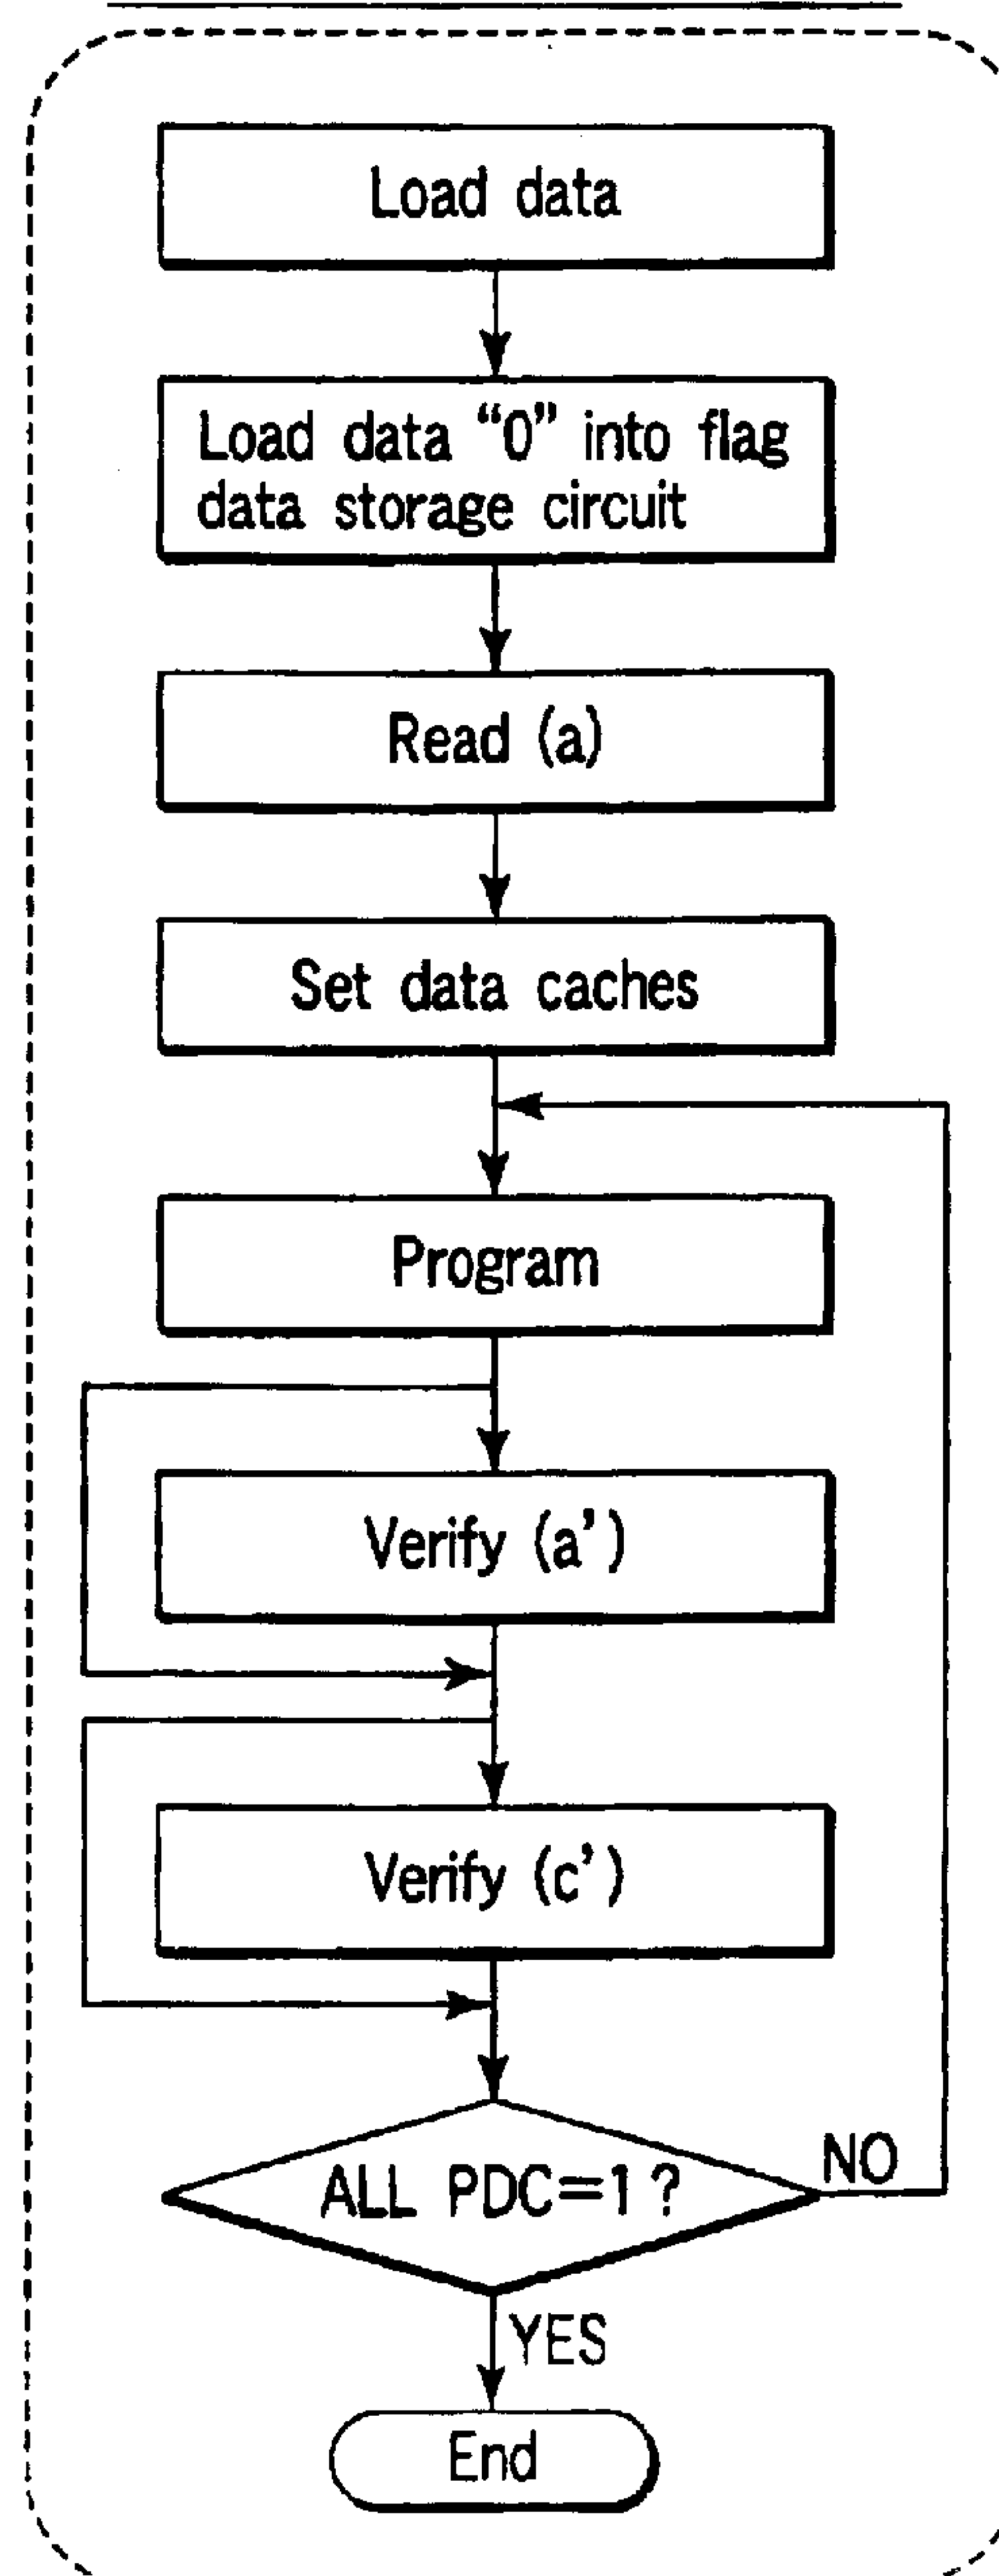 Load data
Load data “0” into flag
data storage circuit
Read (a)
Set data caches
Program
Verify (a’)
Verify (c’)
ALL PDC=1 ?
NO
YES
End